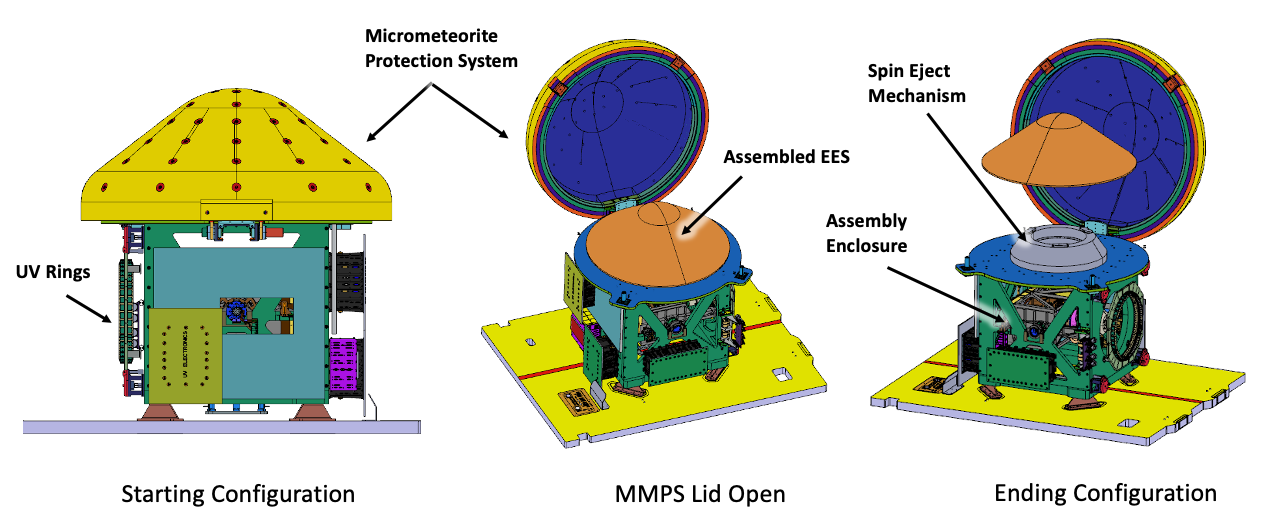 Micrometeorite
Protection System
Spin Eject
Mechanism
Assembled EES
Assembly
Enclosure
UV Rings
UV ELECTRONICS
Starting Configuration
MMPS Lid Open
Ending Configuration